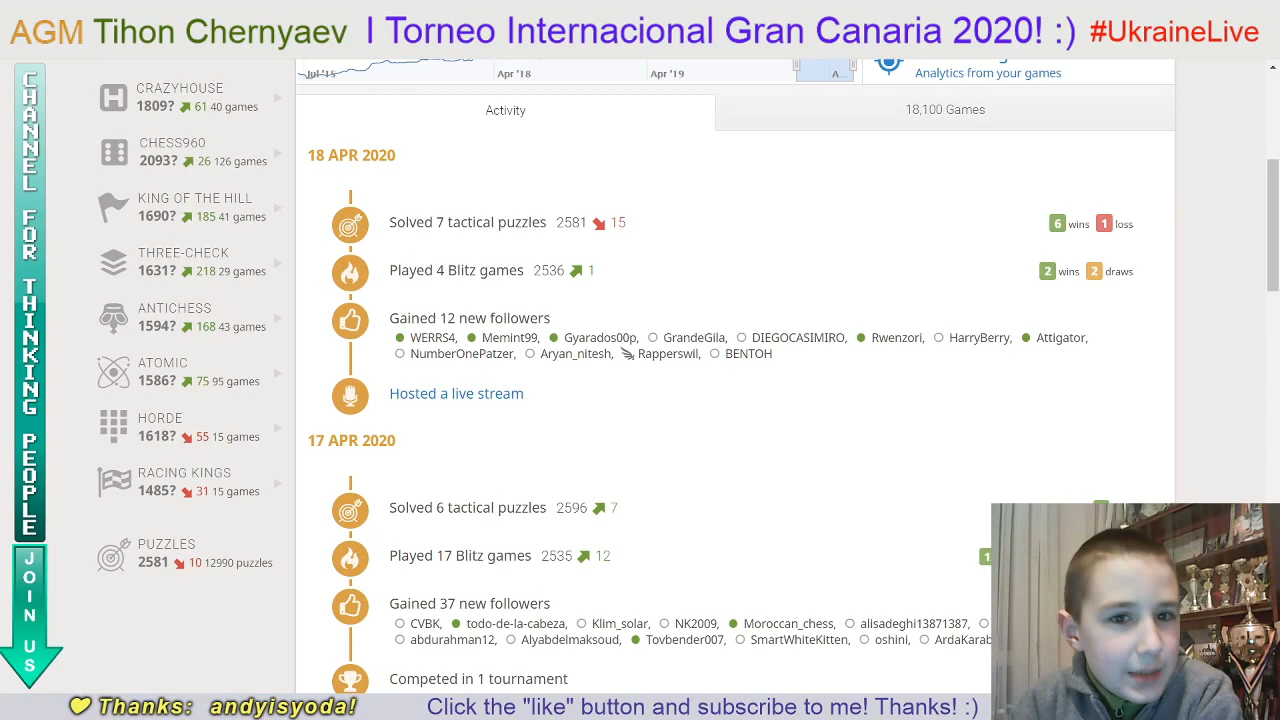 AGM Tihon Chernyaev I Torneo Internacional Gran Canaria 2020! :) #UkraineLive
CHANNEL FOR THINKING PEOPLE
JOIN US
CRAZYHOUSE
1809? 61 40 games
CHESS960
2093? 26 126 games
KING OF THE HILL
1690? 185 41 games
THREE-CHECK
1631? 218 29 games
ANTICHESS
1594? 168 43 games
ATOMIC
1586? 75 95 games
HORDE
1618? 55 15 games
RACING KINGS
1485? 31 15 games
PUZZLES
2581 10 12990 puzzles
Jul '15 Apr '18 Apr '19 A...
Analytics from your games
Activity 18,100 Games
18 APR 2020
Solved 7 tactical puzzles 2581 15 6 wins 1 loss
Played 4 Blitz games 2536 1 2 wins 2 draws
Gained 12 new followers
WERRS4, Memint99, Gyarados00p, GrandeGila, DIEGOCASIMIRO, Rwenzori, HarryBerry, Attigator,
NumberOnePatzer, Aryan_nitesh, Rapperswil, BENTOH
Hosted a live stream
17 APR 2020
Solved 6 tactical puzzles 2596 7
Played 17 Blitz games 2535 12 1
Gained 37 new followers
CVBK, todo-de-la-cabeza, Klim_solar, NK2009, Moroccan_chess, alisadeghi13871387,
abdurahman12, Alyabdelmaksoud, Tovbender007, SmartWhiteKitten, oshini, ArdaKarab
Competed in 1 tournament
Thanks: andyisyoda! Click the "like" button and subscribe to me! Thanks! :)